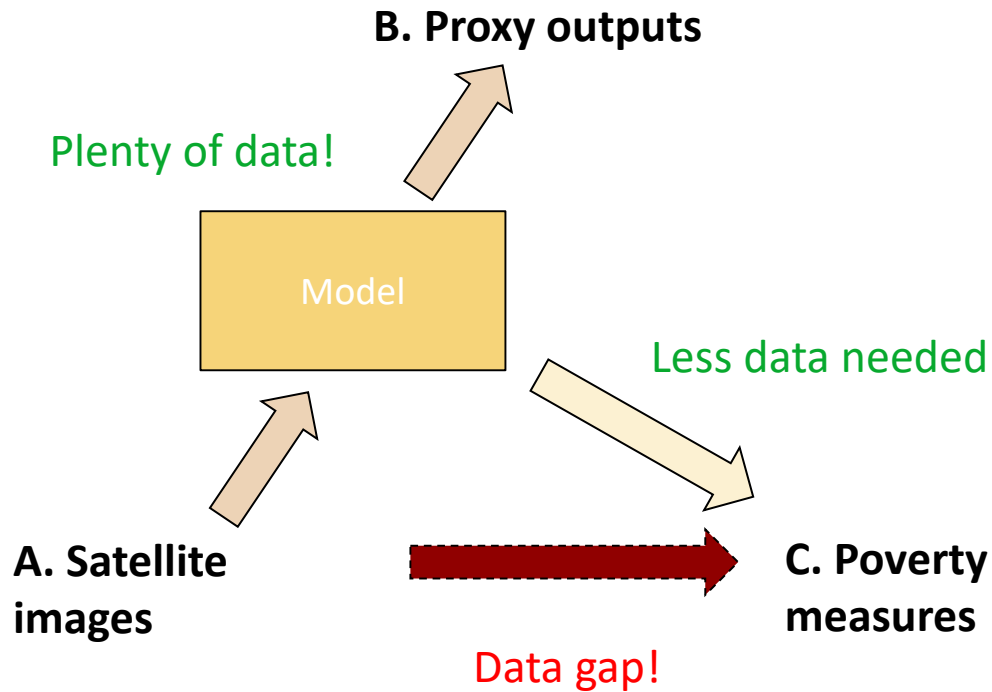 B. Proxy outputs
Plenty of data!
Model
Less data needed
A. Satellite
images
C. Poverty
measures
Data gap!